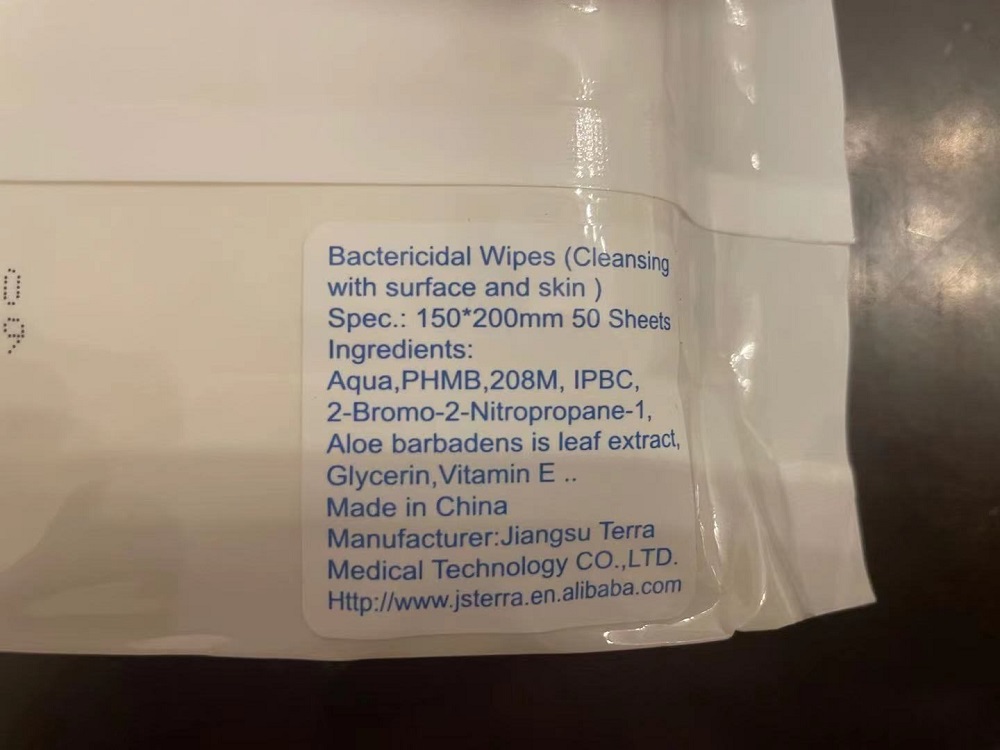 Bactericidal Wipes (Cleansing
with surface and skin )
Spec.: 150*200mm 50 Sheets
Ingredients:
Aqua,PHMB,208M, IPBC,
2-Bromo-2-Nitropropane-1,
Aloe barbadens is leaf extract,
Glycerin,Vitamin E ..
Made in China
Manufacturer:Jiangsu Terra
Medical Technology CO.,LTD.
Http://www.jsterra.en.alibaba.com